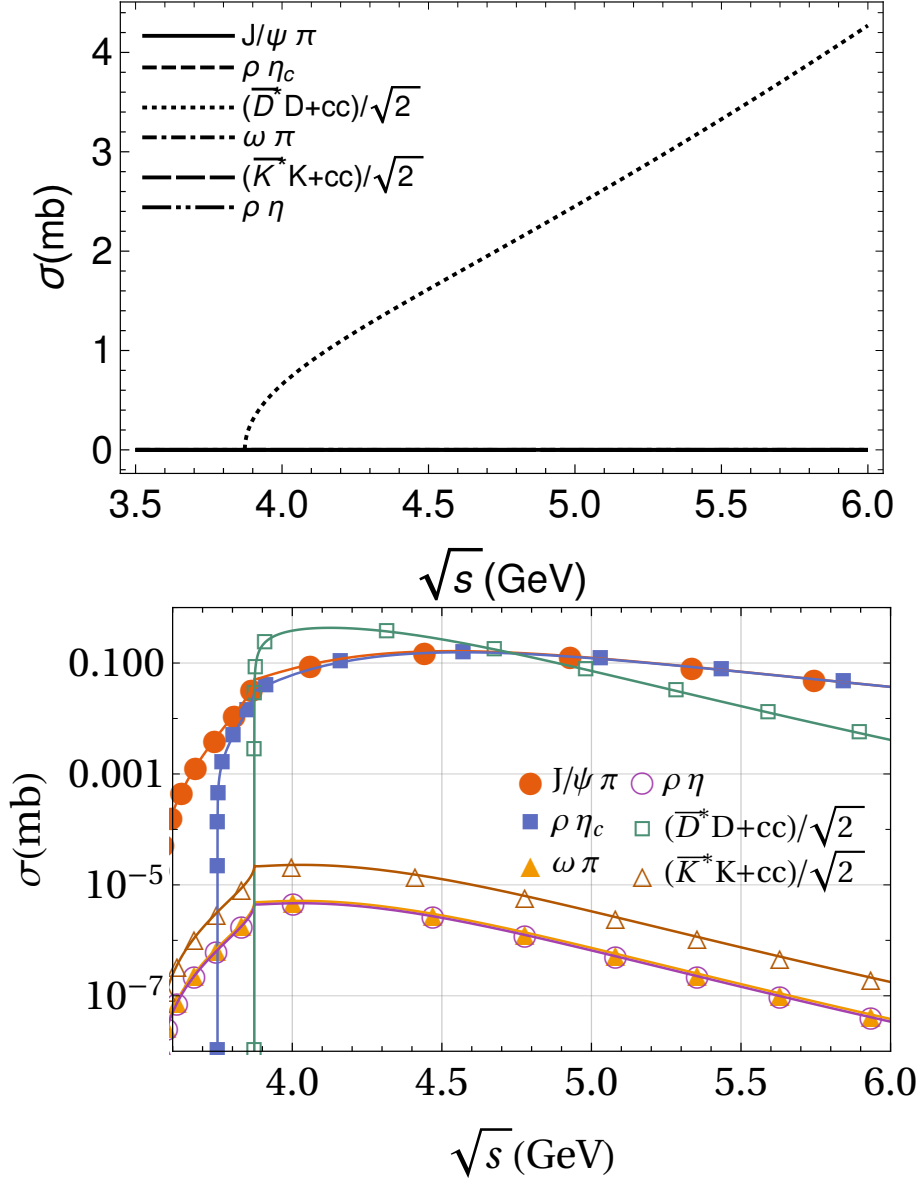 J/ψ π
ρ η_c
(D̅*D+cc)/√2
ω π
(K̅*K+cc)/√2
ρ η
σ(mb)
4
3
2
1
0
3.5 4.0 4.5 5.0 5.5 6.0
√s (GeV)
σ(mb)
0.100
0.001
10⁻⁵
10⁻⁷
J/ψ π ρ η
ρ η_c (D̅*D+cc)/√2
ω π (K̅*K+cc)/√2
4.0 4.5 5.0 5.5 6.0
√s (GeV)